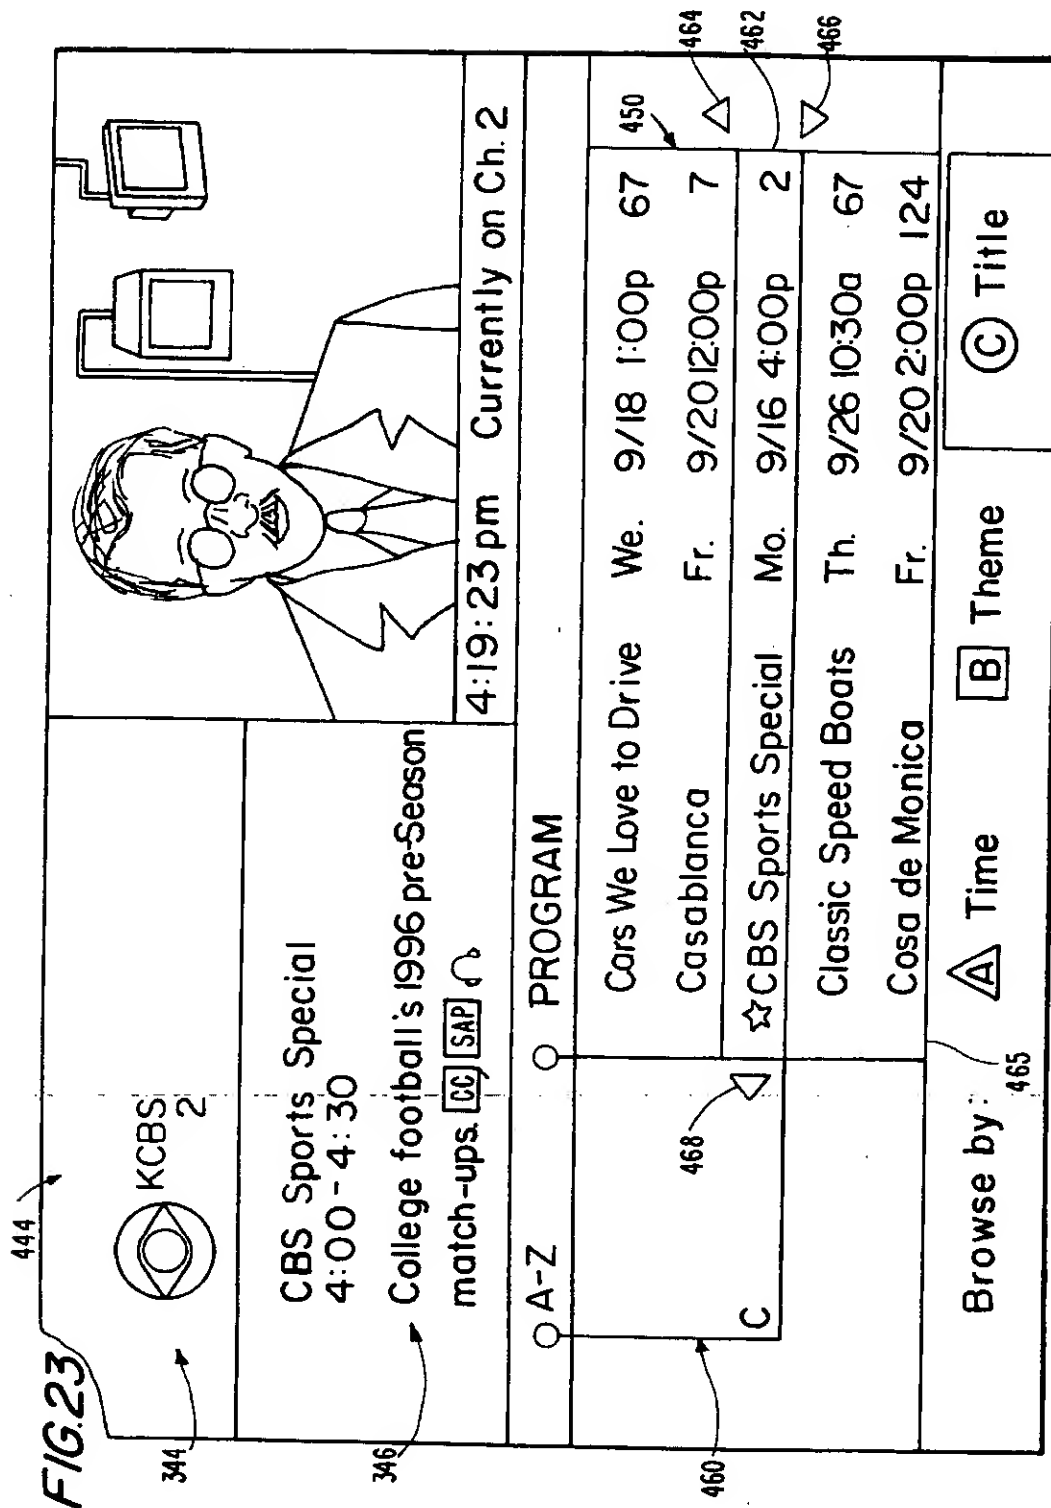 FIG.23
444
344
KCBS
2
346
CBS Sports Special
4:00-4:30
College football's 1996 pre-Season
match-ups. CC SAP
4:19:23 pm Currently on Ch. 2
A-Z
PROGRAM
460
C
468
450
464
462
466
Cars We Love to Drive We. 9/18 1:00p 67
Casablanca Fr. 9/20 12:00p 7
☆CBS Sports Special Mo. 9/16 4:00p 2
Classic Speed Boats Th. 9/26 10:30a 67
Cosa de Monica Fr. 9/20 2:00p 124
465
Browse by: A Time B Theme C Title